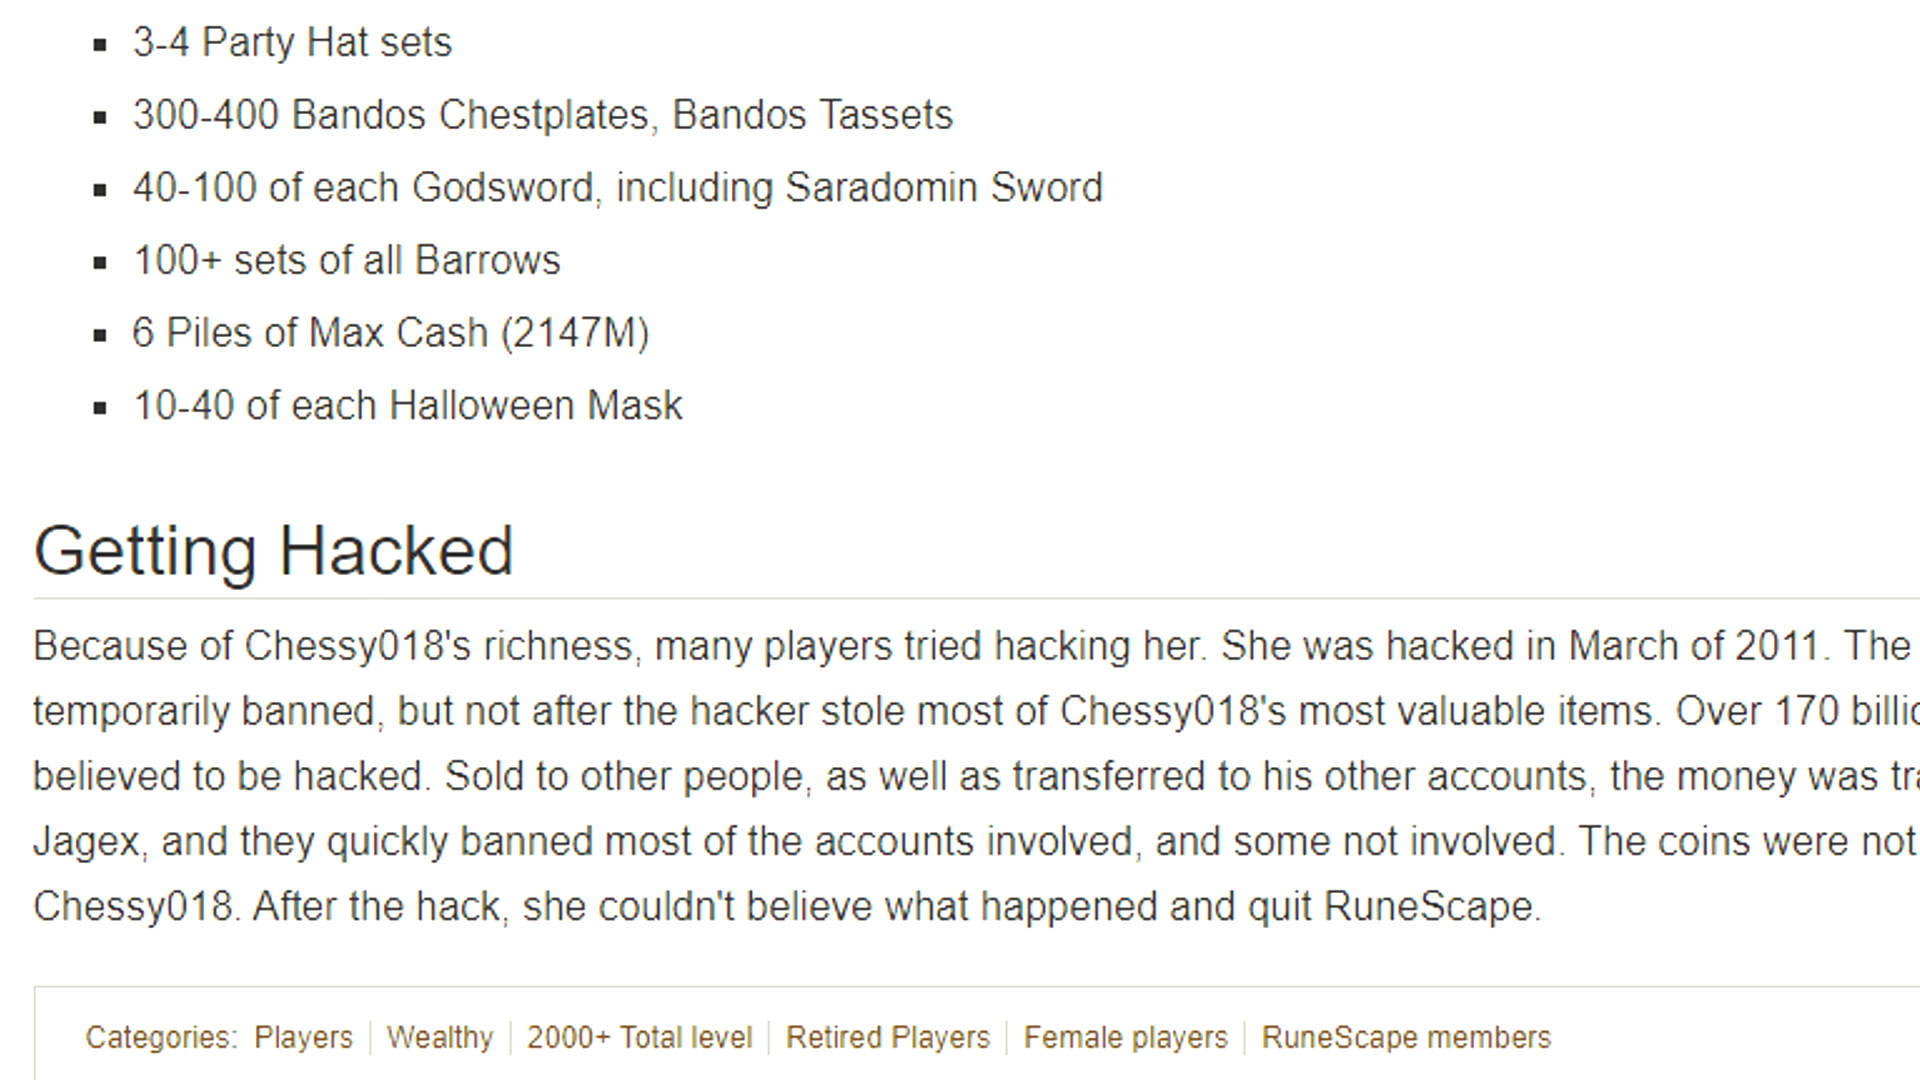 3-4 Party Hat sets
300-400 Bandos Chestplates, Bandos Tassets
40-100 of each Godsword, including Saradomin Sword
100+ sets of all Barrows
6 Piles of Max Cash (2147M)
10-40 of each Halloween Mask
Getting Hacked
Because of Chessy018's richness, many players tried hacking her. She was hacked in March of 2011. The
temporarily banned, but not after the hacker stole most of Chessy018's most valuable items. Over 170
believed to be hacked. Sold to other people, as well as transferred to his other accounts, the money was
Jagex, and they quickly banned most of the accounts involved, and some not involved. The coins were not
Chessy018. After the hack, she couldn't believe what happened and quit RuneScape.
Categories: Players Wealthy 2000+ Total level Retired Players Female players RuneScape members